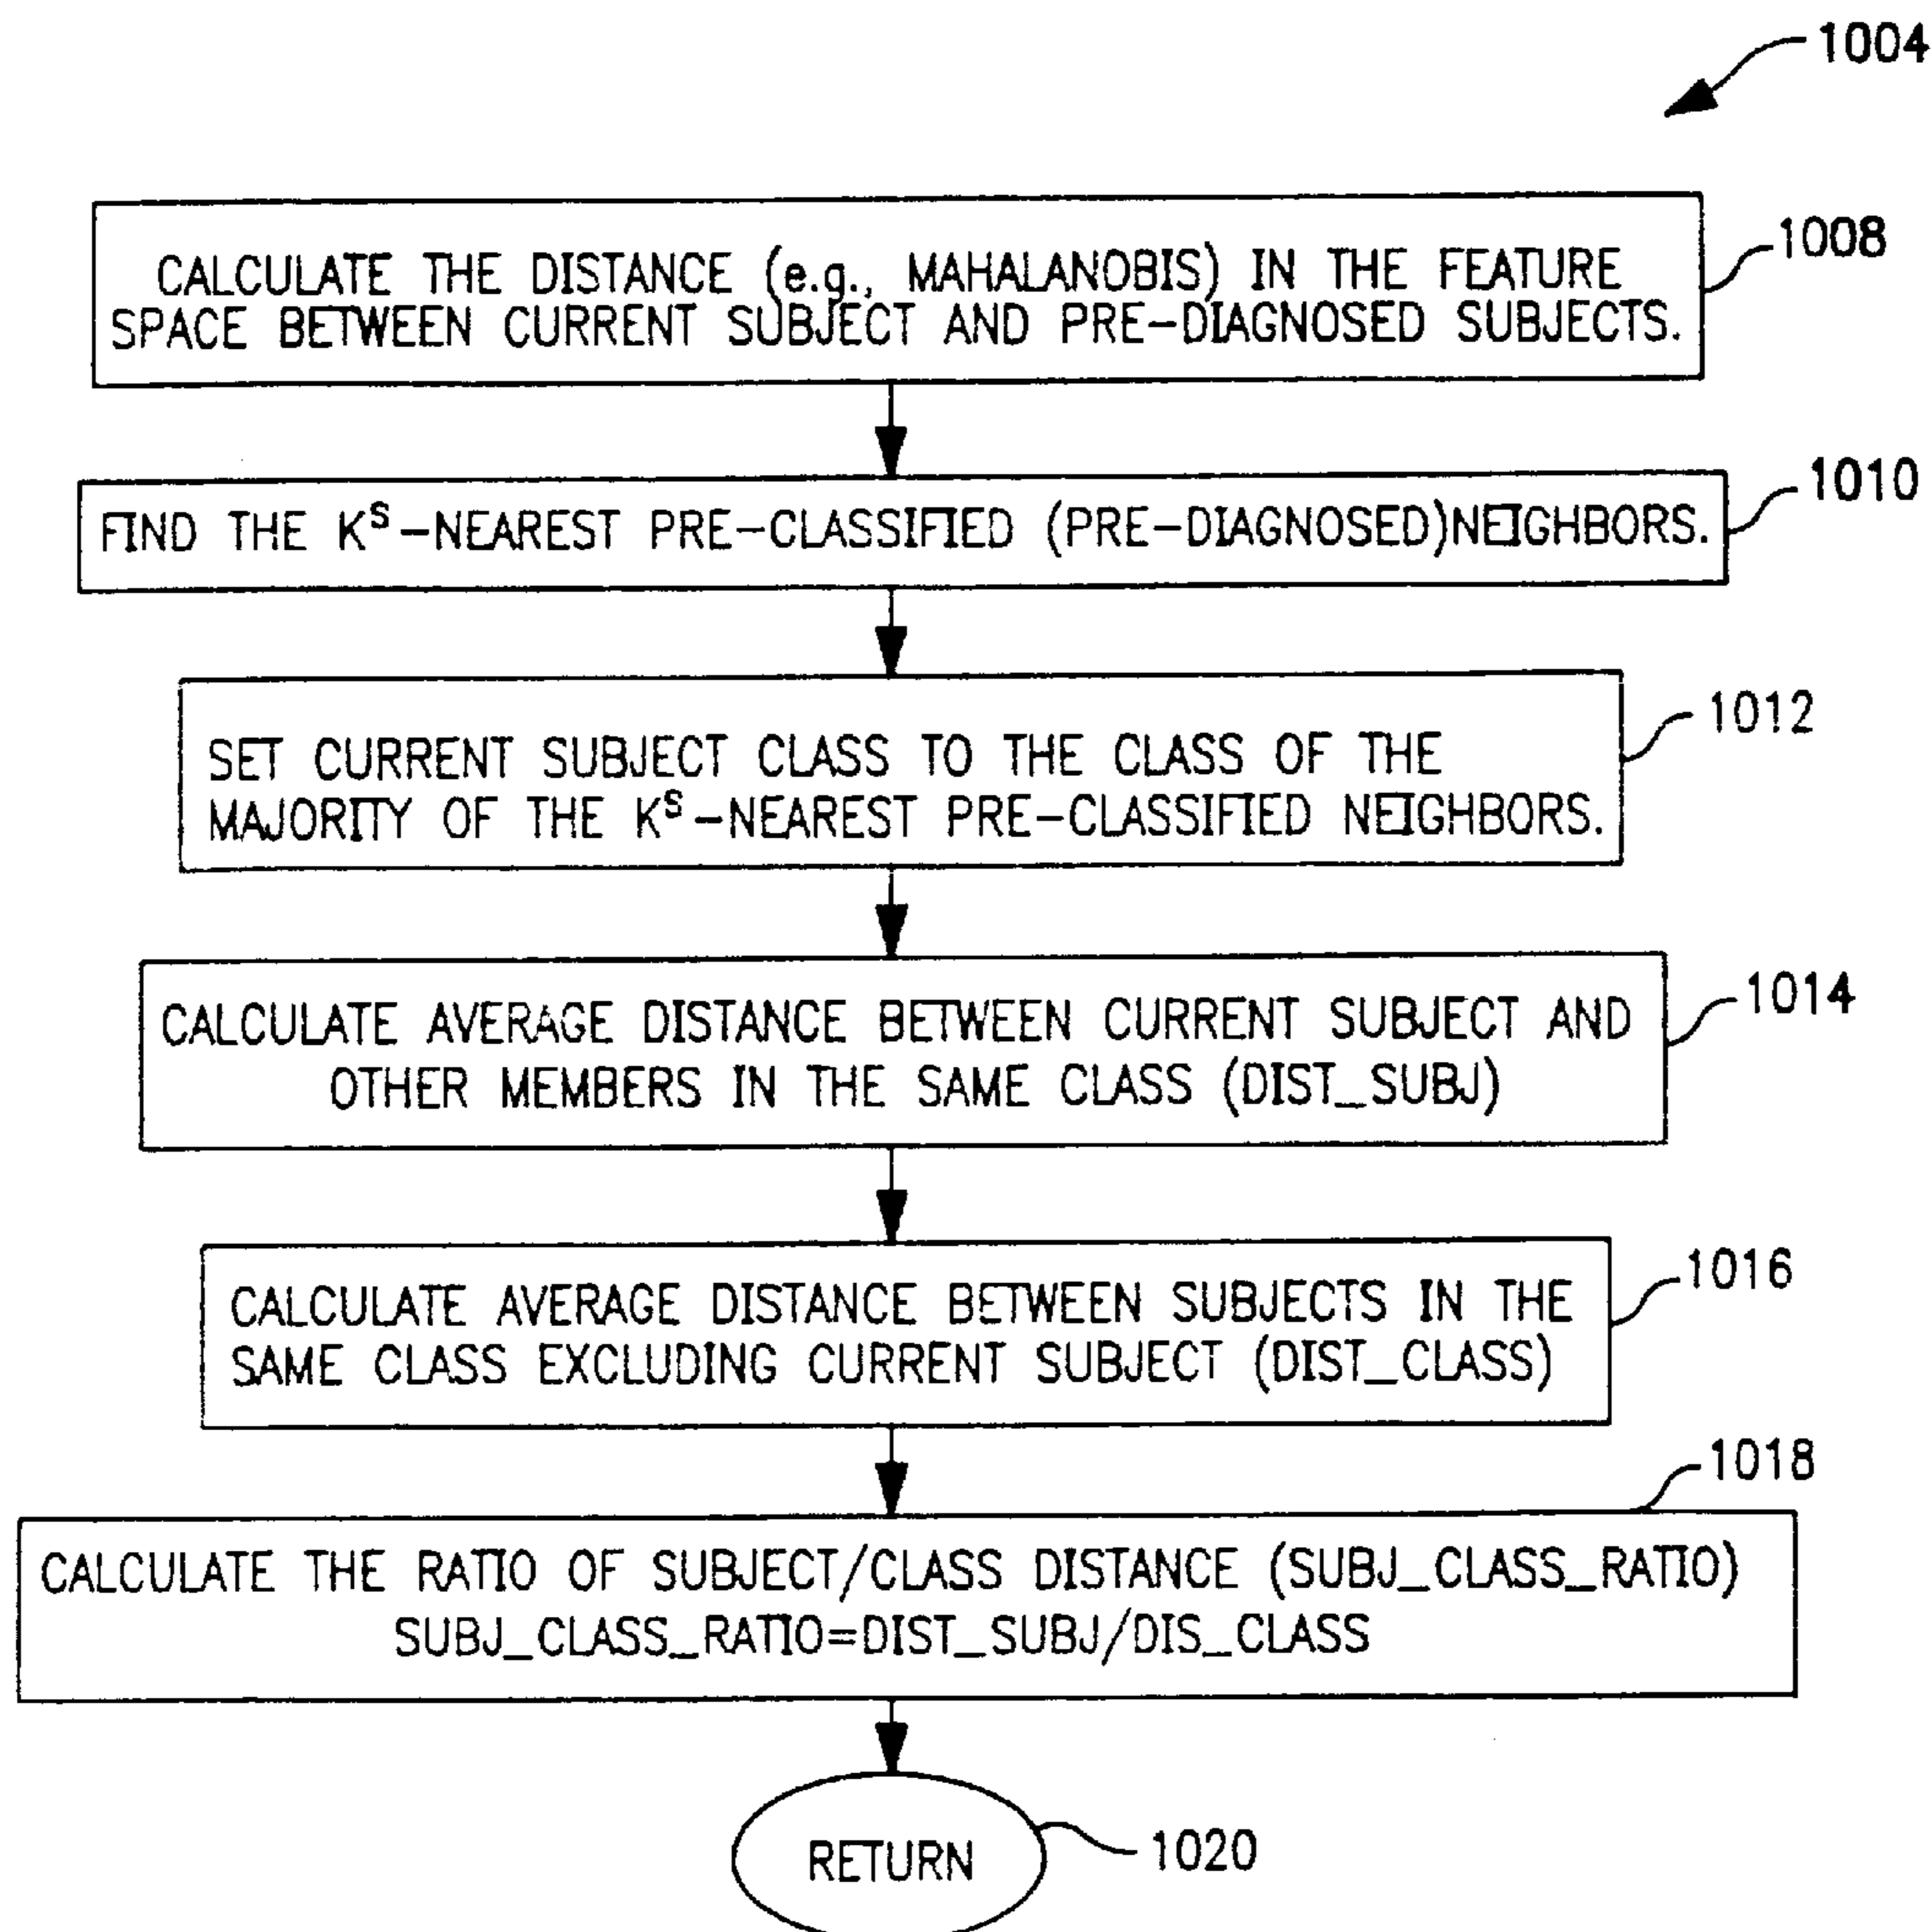 1004
CALCULATE THE DISTANCE (e.g., MAHALANOBIS) IN THE FEATURE
SPACE BETWEEN CURRENT SUBJECT AND PRE-DIAGNOSED SUBJECTS.
1008
FIND THE Kˢ-NEAREST PRE-CLASSIFIED (PRE-DIAGNOSED)NEIGHBORS.
1010
SET CURRENT SUBJECT CLASS TO THE CLASS OF THE
MAJORITY OF THE Kˢ-NEAREST PRE-CLASSIFIED NEIGHBORS.
1012
CALCULATE AVERAGE DISTANCE BETWEEN CURRENT SUBJECT AND
OTHER MEMBERS IN THE SAME CLASS (DIST_SUBJ)
1014
CALCULATE AVERAGE DISTANCE BETWEEN SUBJECTS IN THE
SAME CLASS EXCLUDING CURRENT SUBJECT (DIST_CLASS)
1016
CALCULATE THE RATIO OF SUBJECT/CLASS DISTANCE (SUBJ_CLASS_RATIO)
SUBJ_CLASS_RATIO=DIST_SUBJ/DIS_CLASS
1018
RETURN
1020